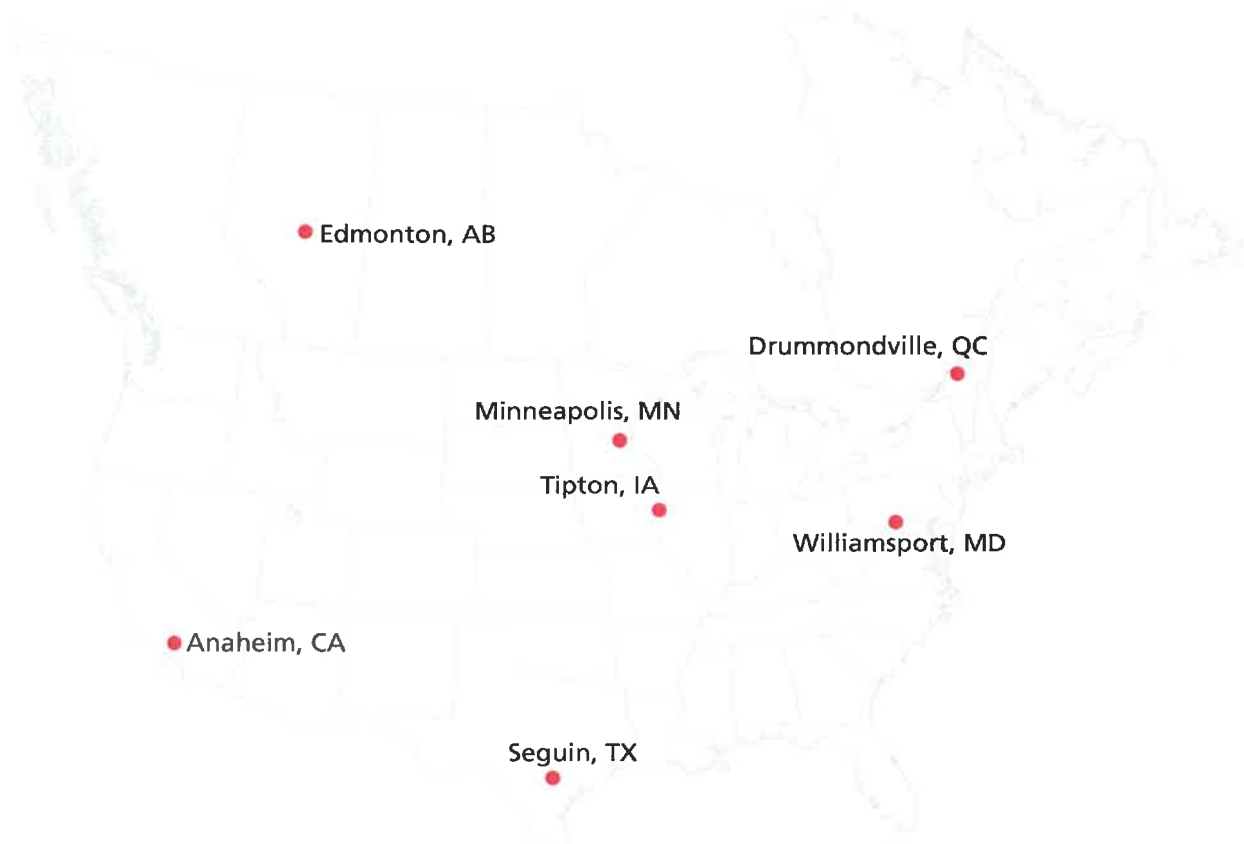 Edmonton, AB
Drummondville, QC
Minneapolis, MN
Tipton, IA
Williamsport, MD
Anaheim, CA
Seguin, TX